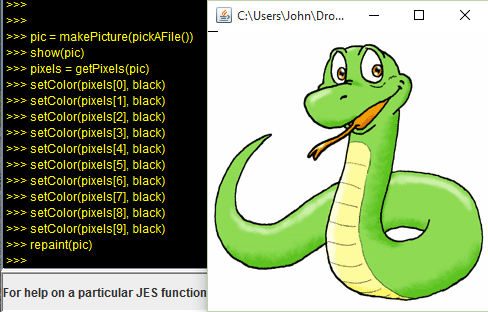 >>>
>>>
>>> pic = makePicture(pickAFile())
>>> show(pic)
>>> pixels = getPixels(pic)
>>> setColor(pixels[0], black)
>>> setColor(pixels[1], black)
>>> setColor(pixels[2], black)
>>> setColor(pixels[3], black)
>>> setColor(pixels[4], black)
>>> setColor(pixels[5], black)
>>> setColor(pixels[6], black)
>>> setColor(pixels[7], black)
>>> setColor(pixels[8], black)
>>> setColor(pixels[9], black)
>>> repaint(pic)
>>>
For help on a particular JES function
C:\Users\John\Dro...